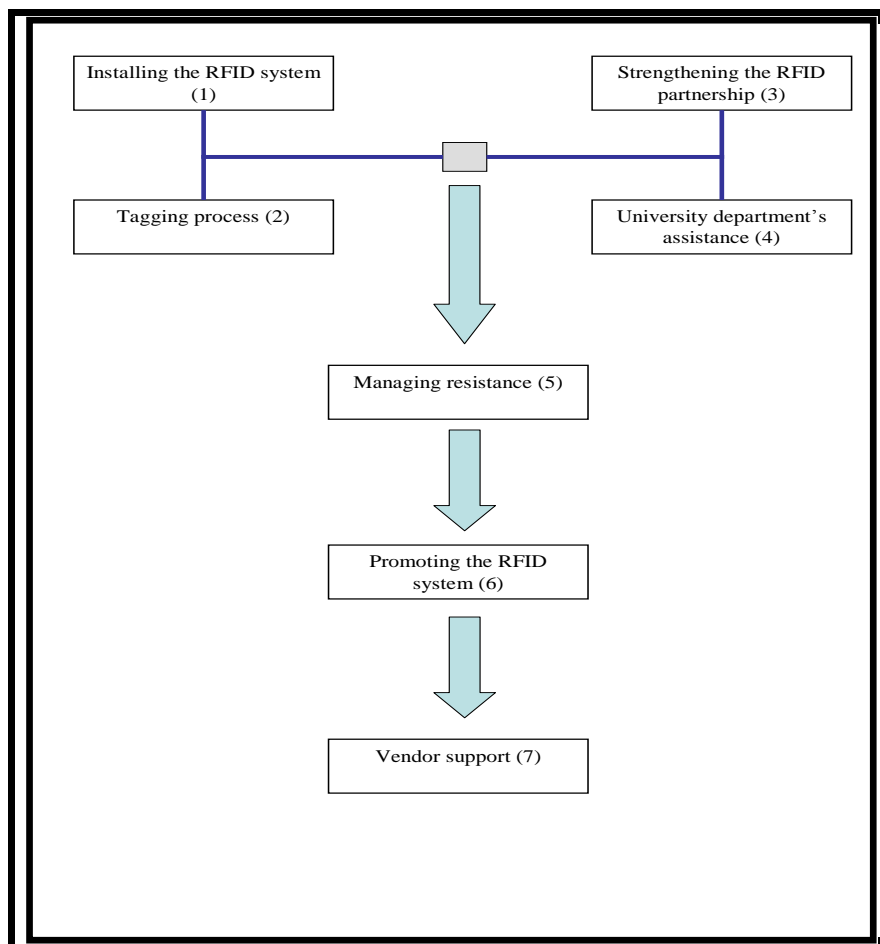 Installing the RFID system
(1)
Strengthening the RFID
partnership (3)
Tagging process (2)
University department’s
assistance (4)
Managing resistance (5)
Promoting the RFID
system (6)
Vendor support (7)